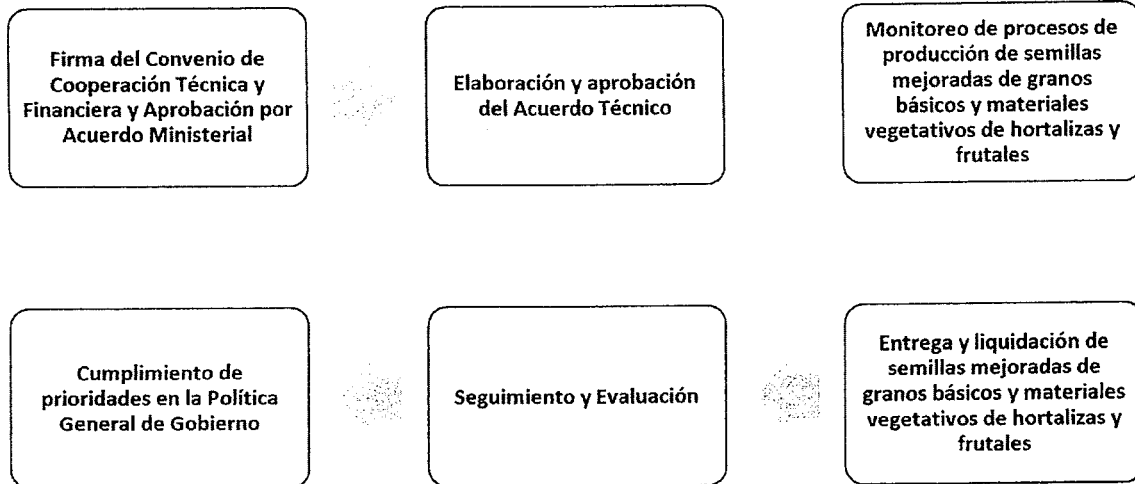 Firma del Convenio de
Cooperación Técnica y
Financiera y Aprobación por
Acuerdo Ministerial
Elaboración y aprobación
del Acuerdo Técnico
Monitoreo de procesos de
producción de semillas
mejoradas de granos
básicos y materiales
vegetativos de hortalizas y
frutales
Cumplimiento de
prioridades en la Política
General de Gobierno
Seguimiento y Evaluación
Entrega y liquidación de
semillas mejoradas de
granos básicos y materiales
vegetativos de hortalizas y
frutales